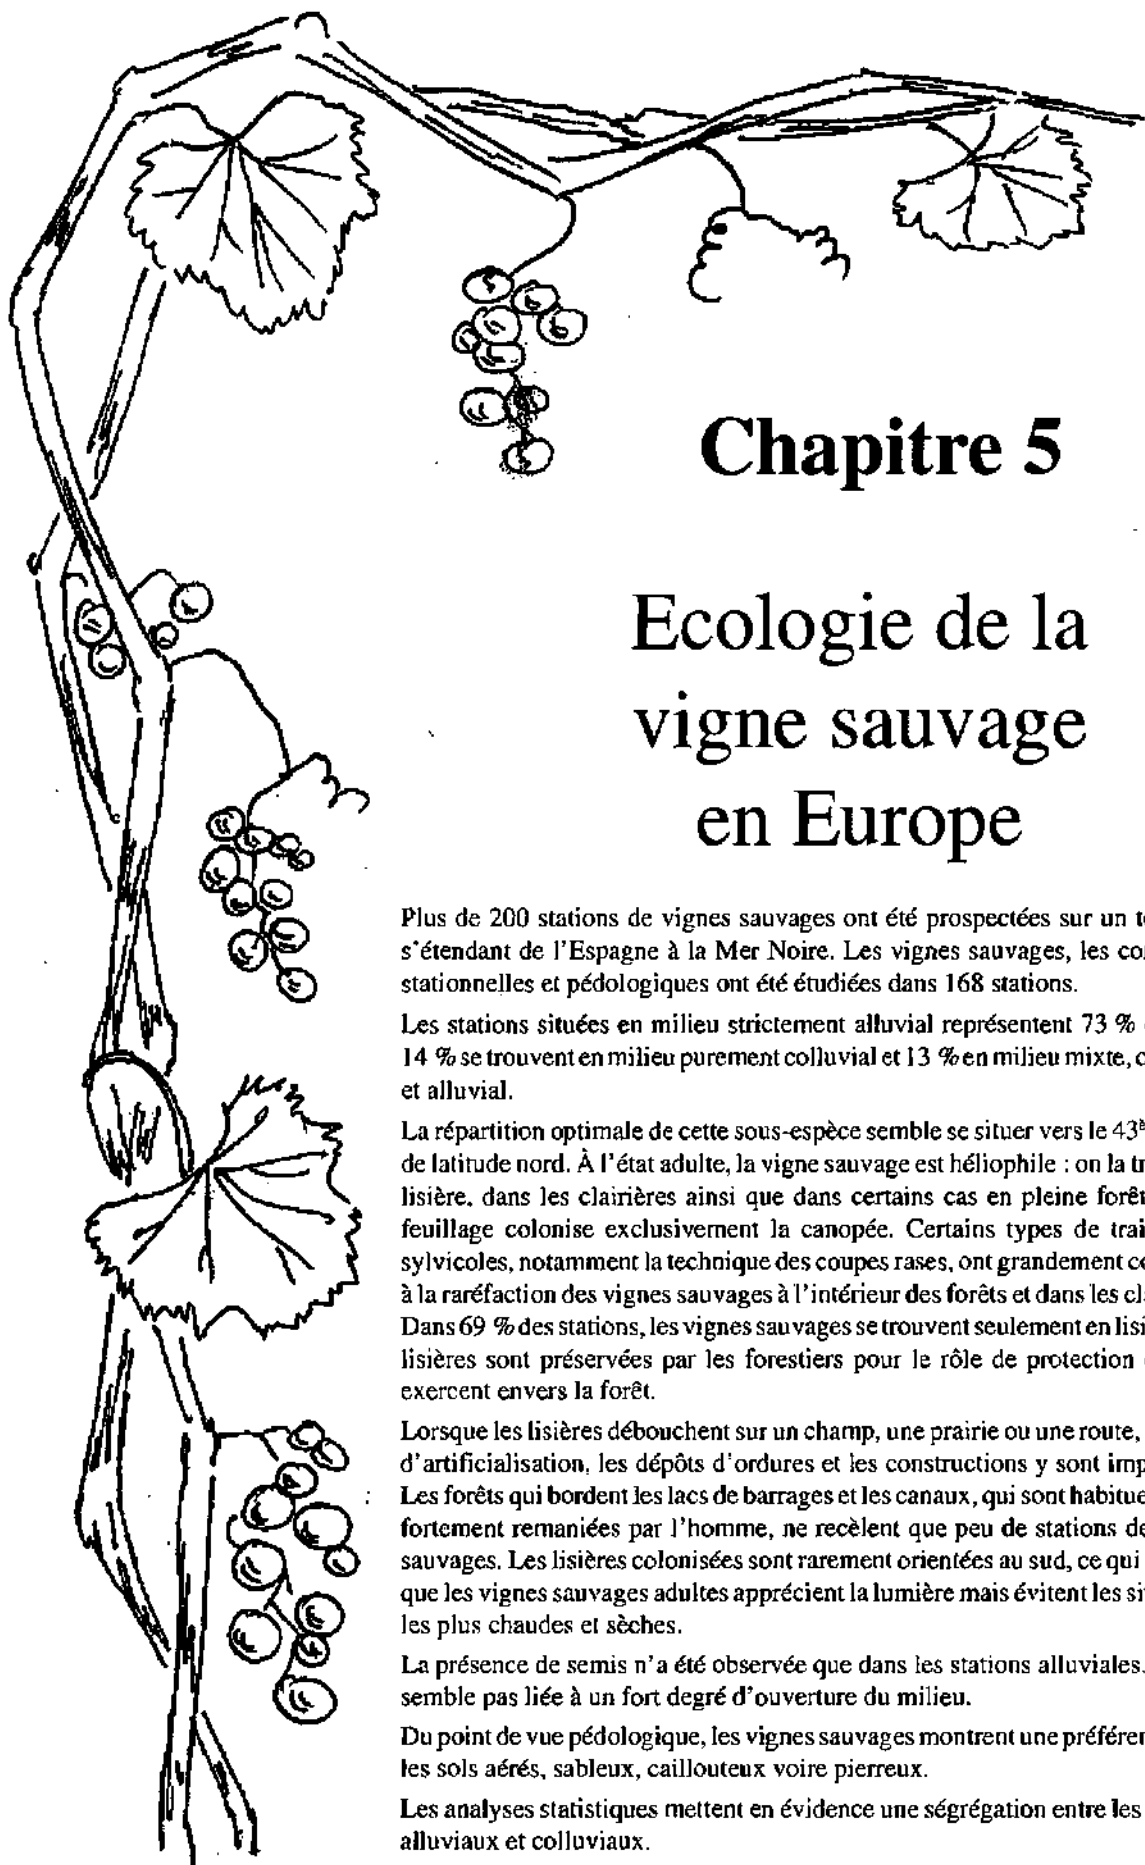 Chapitre 5
Ecologie de la
vigne sauvage
en Europe
Plus de 200 stations de vignes sauvages ont été prospectées sur un
s'étendant de l'Espagne à la Mer Noire. Les vignes sauvages, les
stationnelles et pédologiques ont été étudiées dans 168 stations.
Les stations situées en milieu strictement alluvial représentent 73 %
14 % se trouvent en milieu purement colluvial et 13 % en milieu mixte,
et alluvial.
La répartition optimale de cette sous-espèce semble se situer vers le 43
de latitude nord. À l'état adulte, la vigne sauvage est héliophile : on la
lisière, dans les clairières ainsi que dans certains cas en pleine
feuillage colonise exclusivement la canopée. Certains types de
sylvicoles, notamment la technique des coupes rases, ont grandement
à la raréfaction des vignes sauvages à l'intérieur des forêts et dans les
Dans 69 % des stations, les vignes sauvages se trouvent seulement en
lisières sont préservées par les forestiers pour le rôle de protection
exercent envers la forêt.
Lorsque les lisières débouchent sur un champ, une prairie ou une route,
d'artificialisation, les dépôts d'ordures et les constructions y sont
Les forêts qui bordent les lacs de barrages et les canaux, qui sont
fortement remaniées par l'homme, ne recèlent que peu de stations de
sauvages. Les lisières colonisées sont rarement orientées au sud, ce qui
que les vignes sauvages adultes apprécient la lumière mais évitent les
les plus chaudes et sèches.
La présence de semis n'a été observée que dans les stations alluviales.
semble pas liée à un fort degré d'ouverture du milieu.
Du point de vue pédologique, les vignes sauvages montrent une
les sols aérés, sableux, caillouteux voire pierreux.
Les analyses statistiques mettent en évidence une ségrégation entre les
alluviaux et colluviaux.